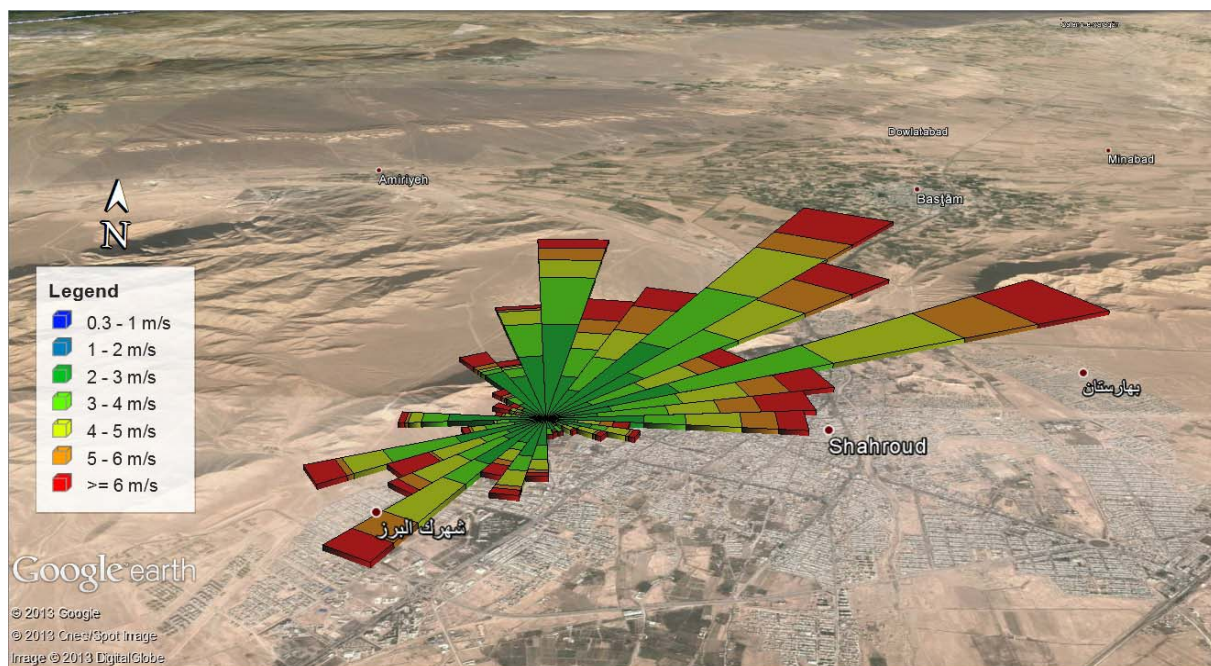 Dowlatabad
Minabad
Amiriyeh
Basţām
N
Legend
0.3 - 1 m/s
1 - 2 m/s
2 - 3 m/s
3 - 4 m/s
4 - 5 m/s
5 - 6 m/s
>= 6 m/s
بهارستان
Shahroud
شهرک البرز
Google earth
© 2013 Google
© 2013 Cnes/Spot Image
Image © 2013 DigitalGlobe